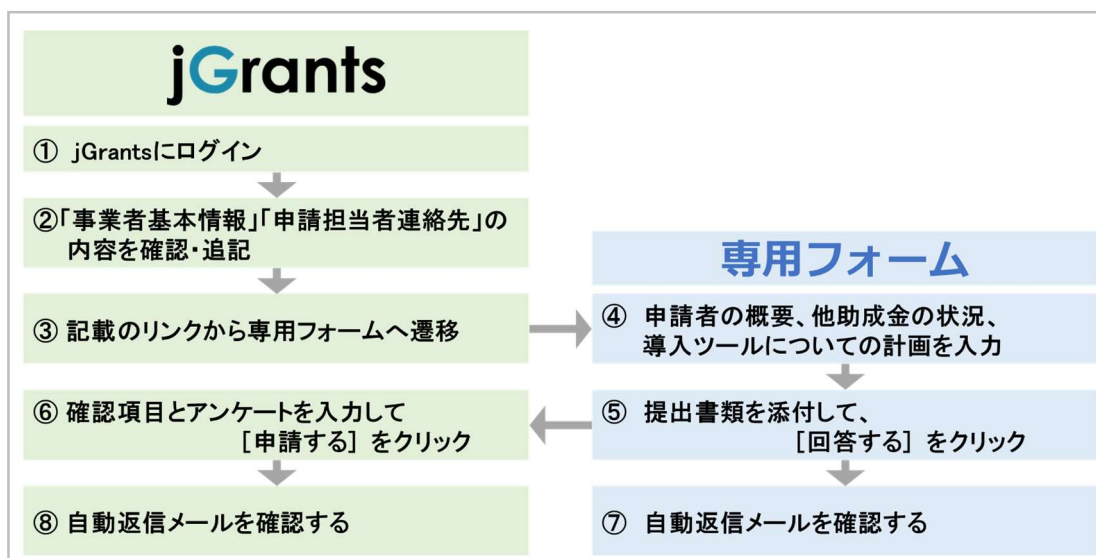 jGrants
① jGrantsにログイン
②「事業者基本情報」「申請担当者連絡先」の
内容を確認・追記
③ 記載のリンクから専用フォームへ遷移
専用フォーム
④ 申請者の概要、他助成金の状況、
導入ツールについての計画を入力
⑤ 提出書類を添付して、
［回答する］をクリック
⑥ 確認項目とアンケートを入力して
［申請する］をクリック
⑦ 自動返信メールを確認する
⑧ 自動返信メールを確認する